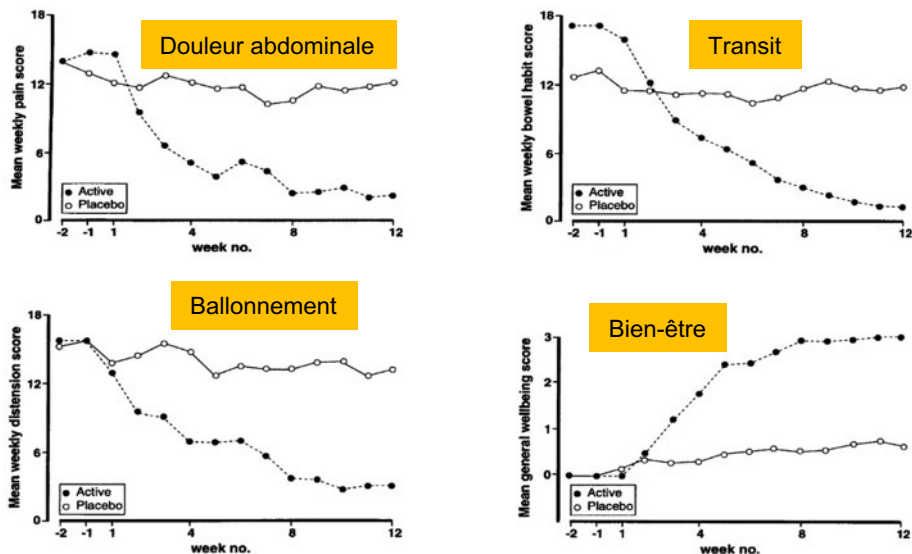 Douleur abdominale
Mean weekly pain score
18
12
6
0
Active
Placebo
-2 -1 1 4 8 12
week no.
Transit
Mean weekly bowel habit score
18
12
6
0
Active
Placebo
-2 -1 1 4 8 12
week no.
Ballonnement
Mean weekly distension score
18
12
6
0
Active
Placebo
-2 -1 1 4 8 12
week no.
Bien-être
Mean general wellbeing score
3
2
1
0
Active
Placebo
-2 -1 1 4 8 12
week no.